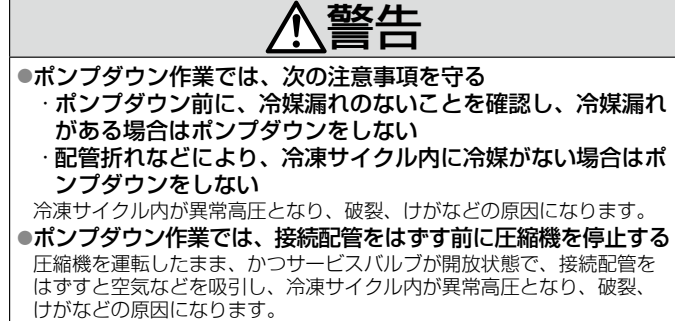 警告
●ポンプダウン作業では、次の注意事項を守る
・ポンプダウン前に、冷媒漏れのないことを確認し、冷媒漏れ
がある場合はポンプダウンをしない
・配管折れなどにより、冷凍サイクル内に冷媒がない場合はポ
ンプダウンをしない
冷凍サイクル内が異常高圧となり、破裂、けがなどの原因になります。
●ポンプダウン作業では、接続配管をはずす前に圧縮機を停止する
圧縮機を運転したまま、かつサービスバルブが開放状態で、接続配管を
はずすと空気などを吸引し、冷凍サイクル内が異常高圧となり、破裂、
けがなどの原因になります。